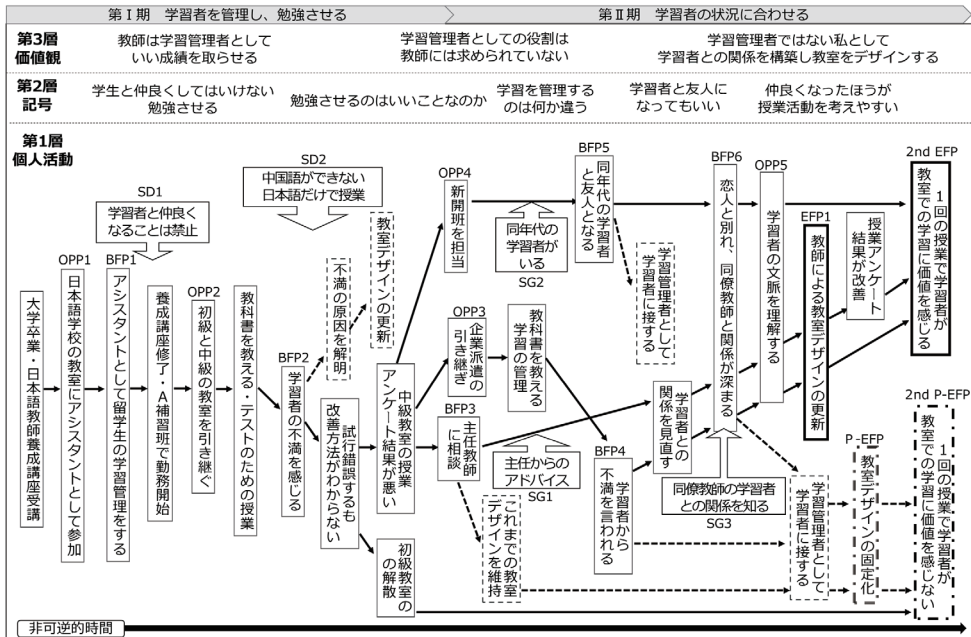 第Ⅰ期　学習者を管理し、勉強させる
第Ⅱ期　学習者の状況に合わせる
第3層
価値観
教師は学習管理者として
いい成績を取らせる
学習管理者としての役割は
教師には求められていない
学習管理者ではない私として
学習者との関係を構築し教室をデザインする
第2層
記号
学生と仲良くしてはいけない
勉強させる
勉強させるのはいいことなのか
学習を管理する
のは何か違う
学習者と友人に
なってもいい
仲良くなったほうが
授業活動を考えやすい
第1層
個人活動
大学卒業・日本語教師養成講座受講
OPP1
日本語学校の教室にアシスタントとして参加
SD1
学習者と仲良く
なることは禁止
BFP1
アシスタントとして留学生の学習管理をする
養成講座修了・A補習班で勤務開始
OPP2
初級と中級の教室を引き継ぐ
教科書を教える・テストのための授業
SD2
中国語ができない
日本語だけで授業
BFP2
学習者の不満を感じる
不満の原因を解明
教室デザインの更新
試行錯誤するも
改善方法がわからない
中級教室の授業
アンケート結果が悪い
初級教室の
の解散
OPP4
新開班を担当
OPP3
企業派遣の
引き継ぎ
BFP3
主任教師
に相談
これまでの教室
デザインを維持
教科書を教える
学習の管理
同年代の
学習者が
いる
SG2
主任からの
アドバイス
SG1
BFP5
同年代の学習者
と友人となる
学習管理者として
学習者に接する
BFP4
学習者から
不満を言われる
学習者との
関係を見直す
同僚教師の学習者
との関係を知る
SG3
BFP6
恋人と別れ、同僚教師と関係が深まる
OPP5
学習者の文脈を理解する
学習管理者として
学習者に接する
EFP1
教師による教室デザインの更新
授業アンケート
結果が改善
P-EFP
教室デザインの固定化
2nd EFP
1回の授業で学習者が
教室での学習に価値を感じる
2nd P-EFP
1回の授業で学習者が
教室での学習に価値を感じない
非可逆的時間